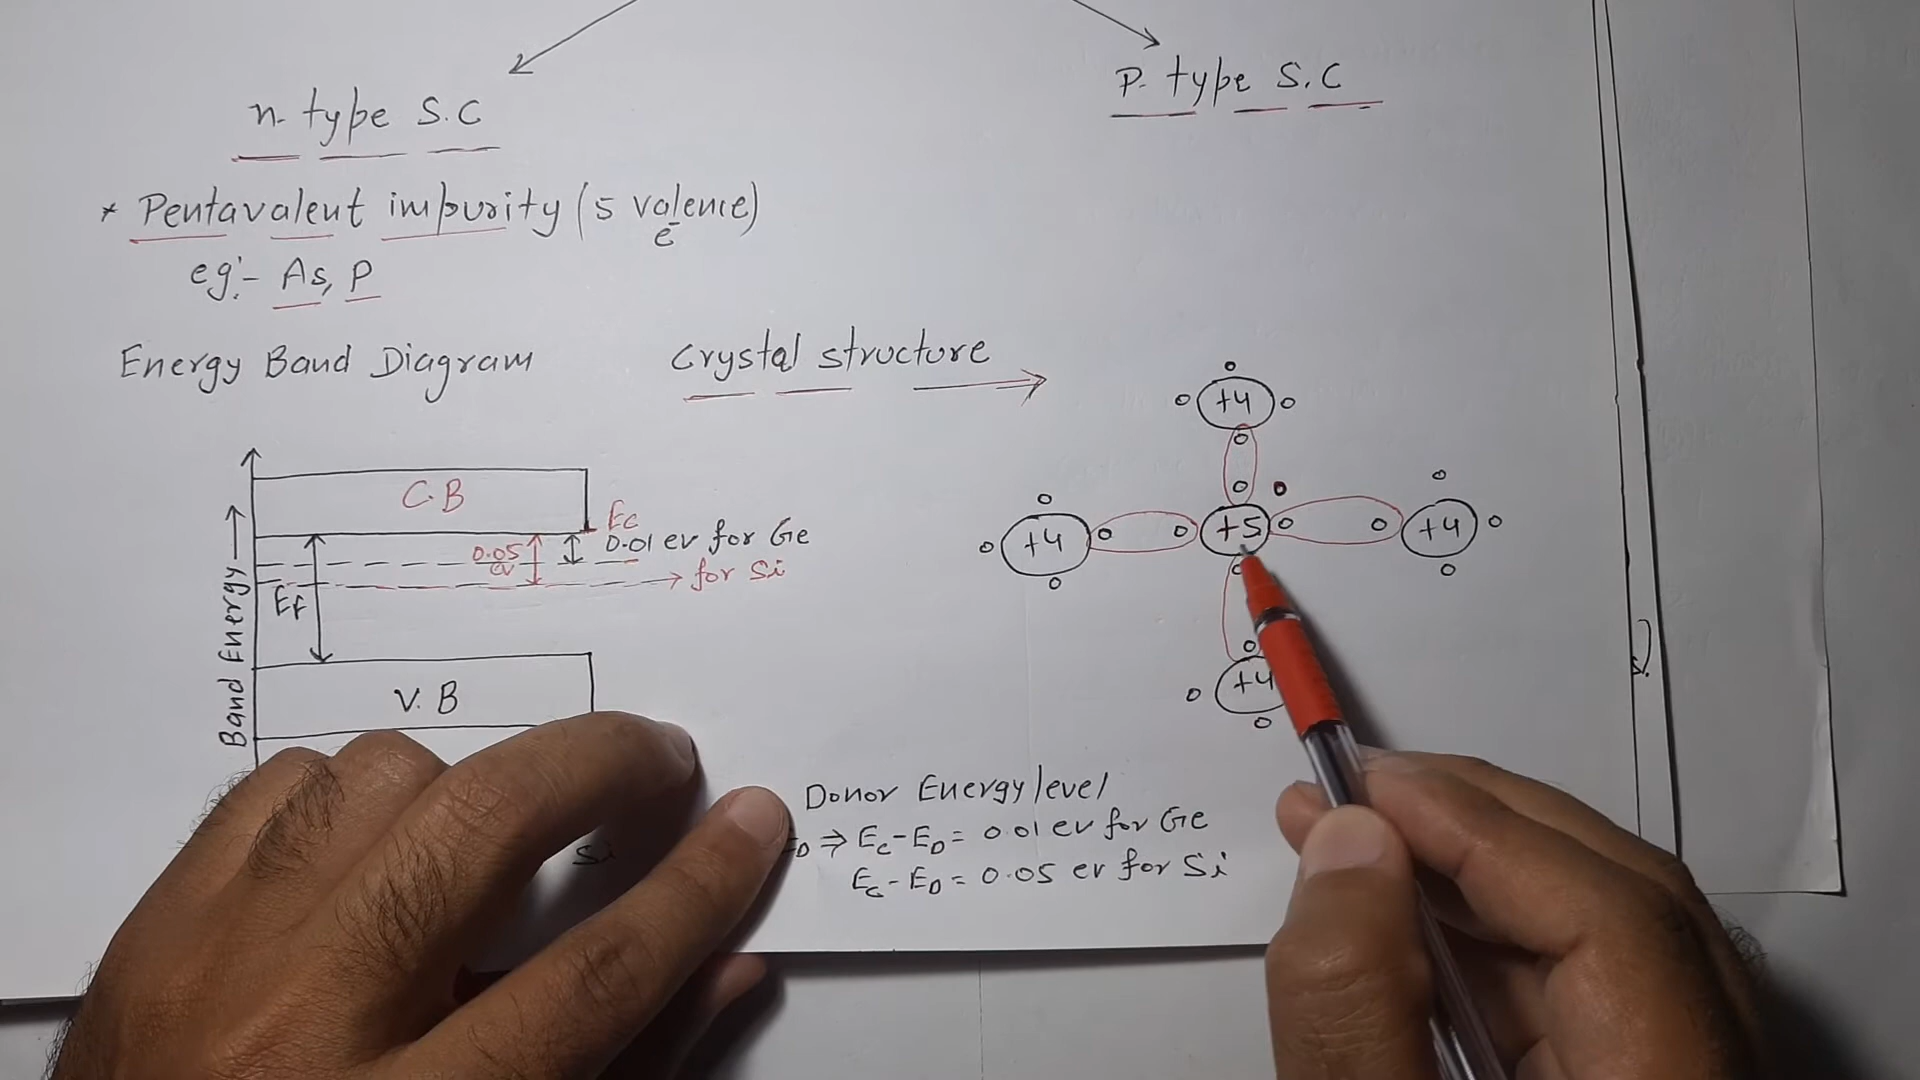 n-type S.C
P-type S.C
* Pentavalent impurity (5 valence)
e-
eg:- As, P
Energy Band Diagram
Crystal structure
C.B
Ec
0.01 ev for Ge
0.05
ev
for Si
Ef
Band Energy
V.B
+4
+4
+5
+4
+4
Donor Energy level
ED ⇒ Ec-ED = 0.01 ev for Ge
Ec-ED = 0.05 ev for Si
Si